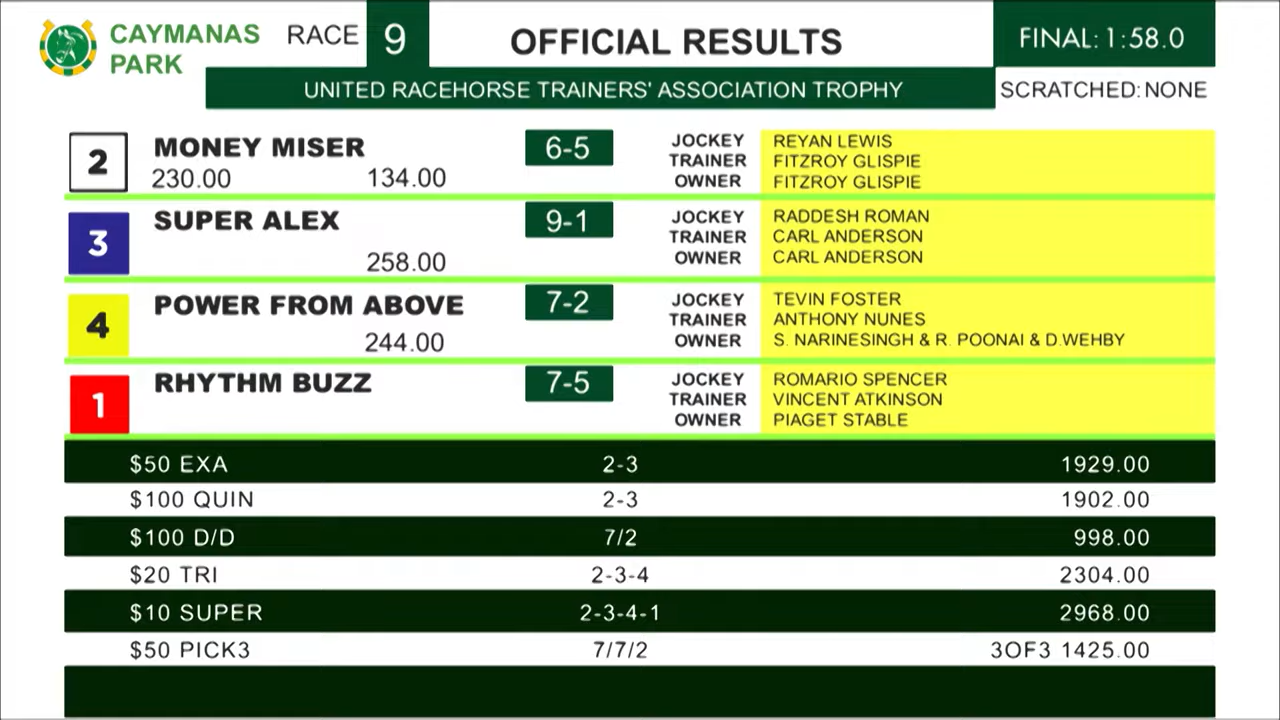 CAYMANAS PARK
RACE 9
OFFICIAL RESULTS
FINAL: 1:58.0
UNITED RACEHORSE TRAINERS' ASSOCIATION TROPHY
SCRATCHED: NONE
2 MONEY MISER 6-5 JOCKEY REYAN LEWIS
230.00 134.00 TRAINER FITZROY GLISPIE
OWNER FITZROY GLISPIE
3 SUPER ALEX 9-1 JOCKEY RADDESH ROMAN
TRAINER CARL ANDERSON
258.00 OWNER CARL ANDERSON
4 POWER FROM ABOVE 7-2 JOCKEY TEVIN FOSTER
TRAINER ANTHONY NUNES
244.00 OWNER S. NARINESINGH & R. POONAI & D.WEHBY
1 RHYTHM BUZZ 7-5 JOCKEY ROMARIO SPENCER
TRAINER VINCENT ATKINSON
OWNER PIAGET STABLE
$50 EXA 2-3 1929.00
$100 QUIN 2-3 1902.00
$100 D/D 7/2 998.00
$20 TRI 2-3-4 2304.00
$10 SUPER 2-3-4-1 2968.00
$50 PICK3 7/7/2 3OF3 1425.00